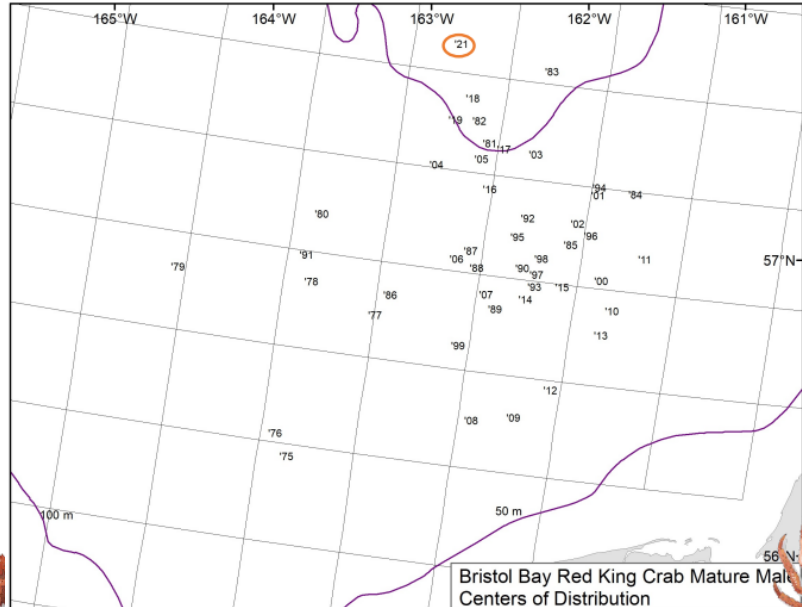 165°W 164°W 163°W 162°W 161°W
'21
'83
'18
'19 '82
'81 '17
'05 '03
'04
'16 '94 '84
'01
'80 '92 '02
'95 '96
'85
'91 '87
'79 '06 '98 '11 57°N
'88 '90
'78 '97 '00
'86 '07 '93 '15
'14
'77 '89 '10
'13
'99
'12
'08 '09
'76
'75
100 m 50 m
56°N
Bristol Bay Red King Crab Mature Male
Centers of Distribution